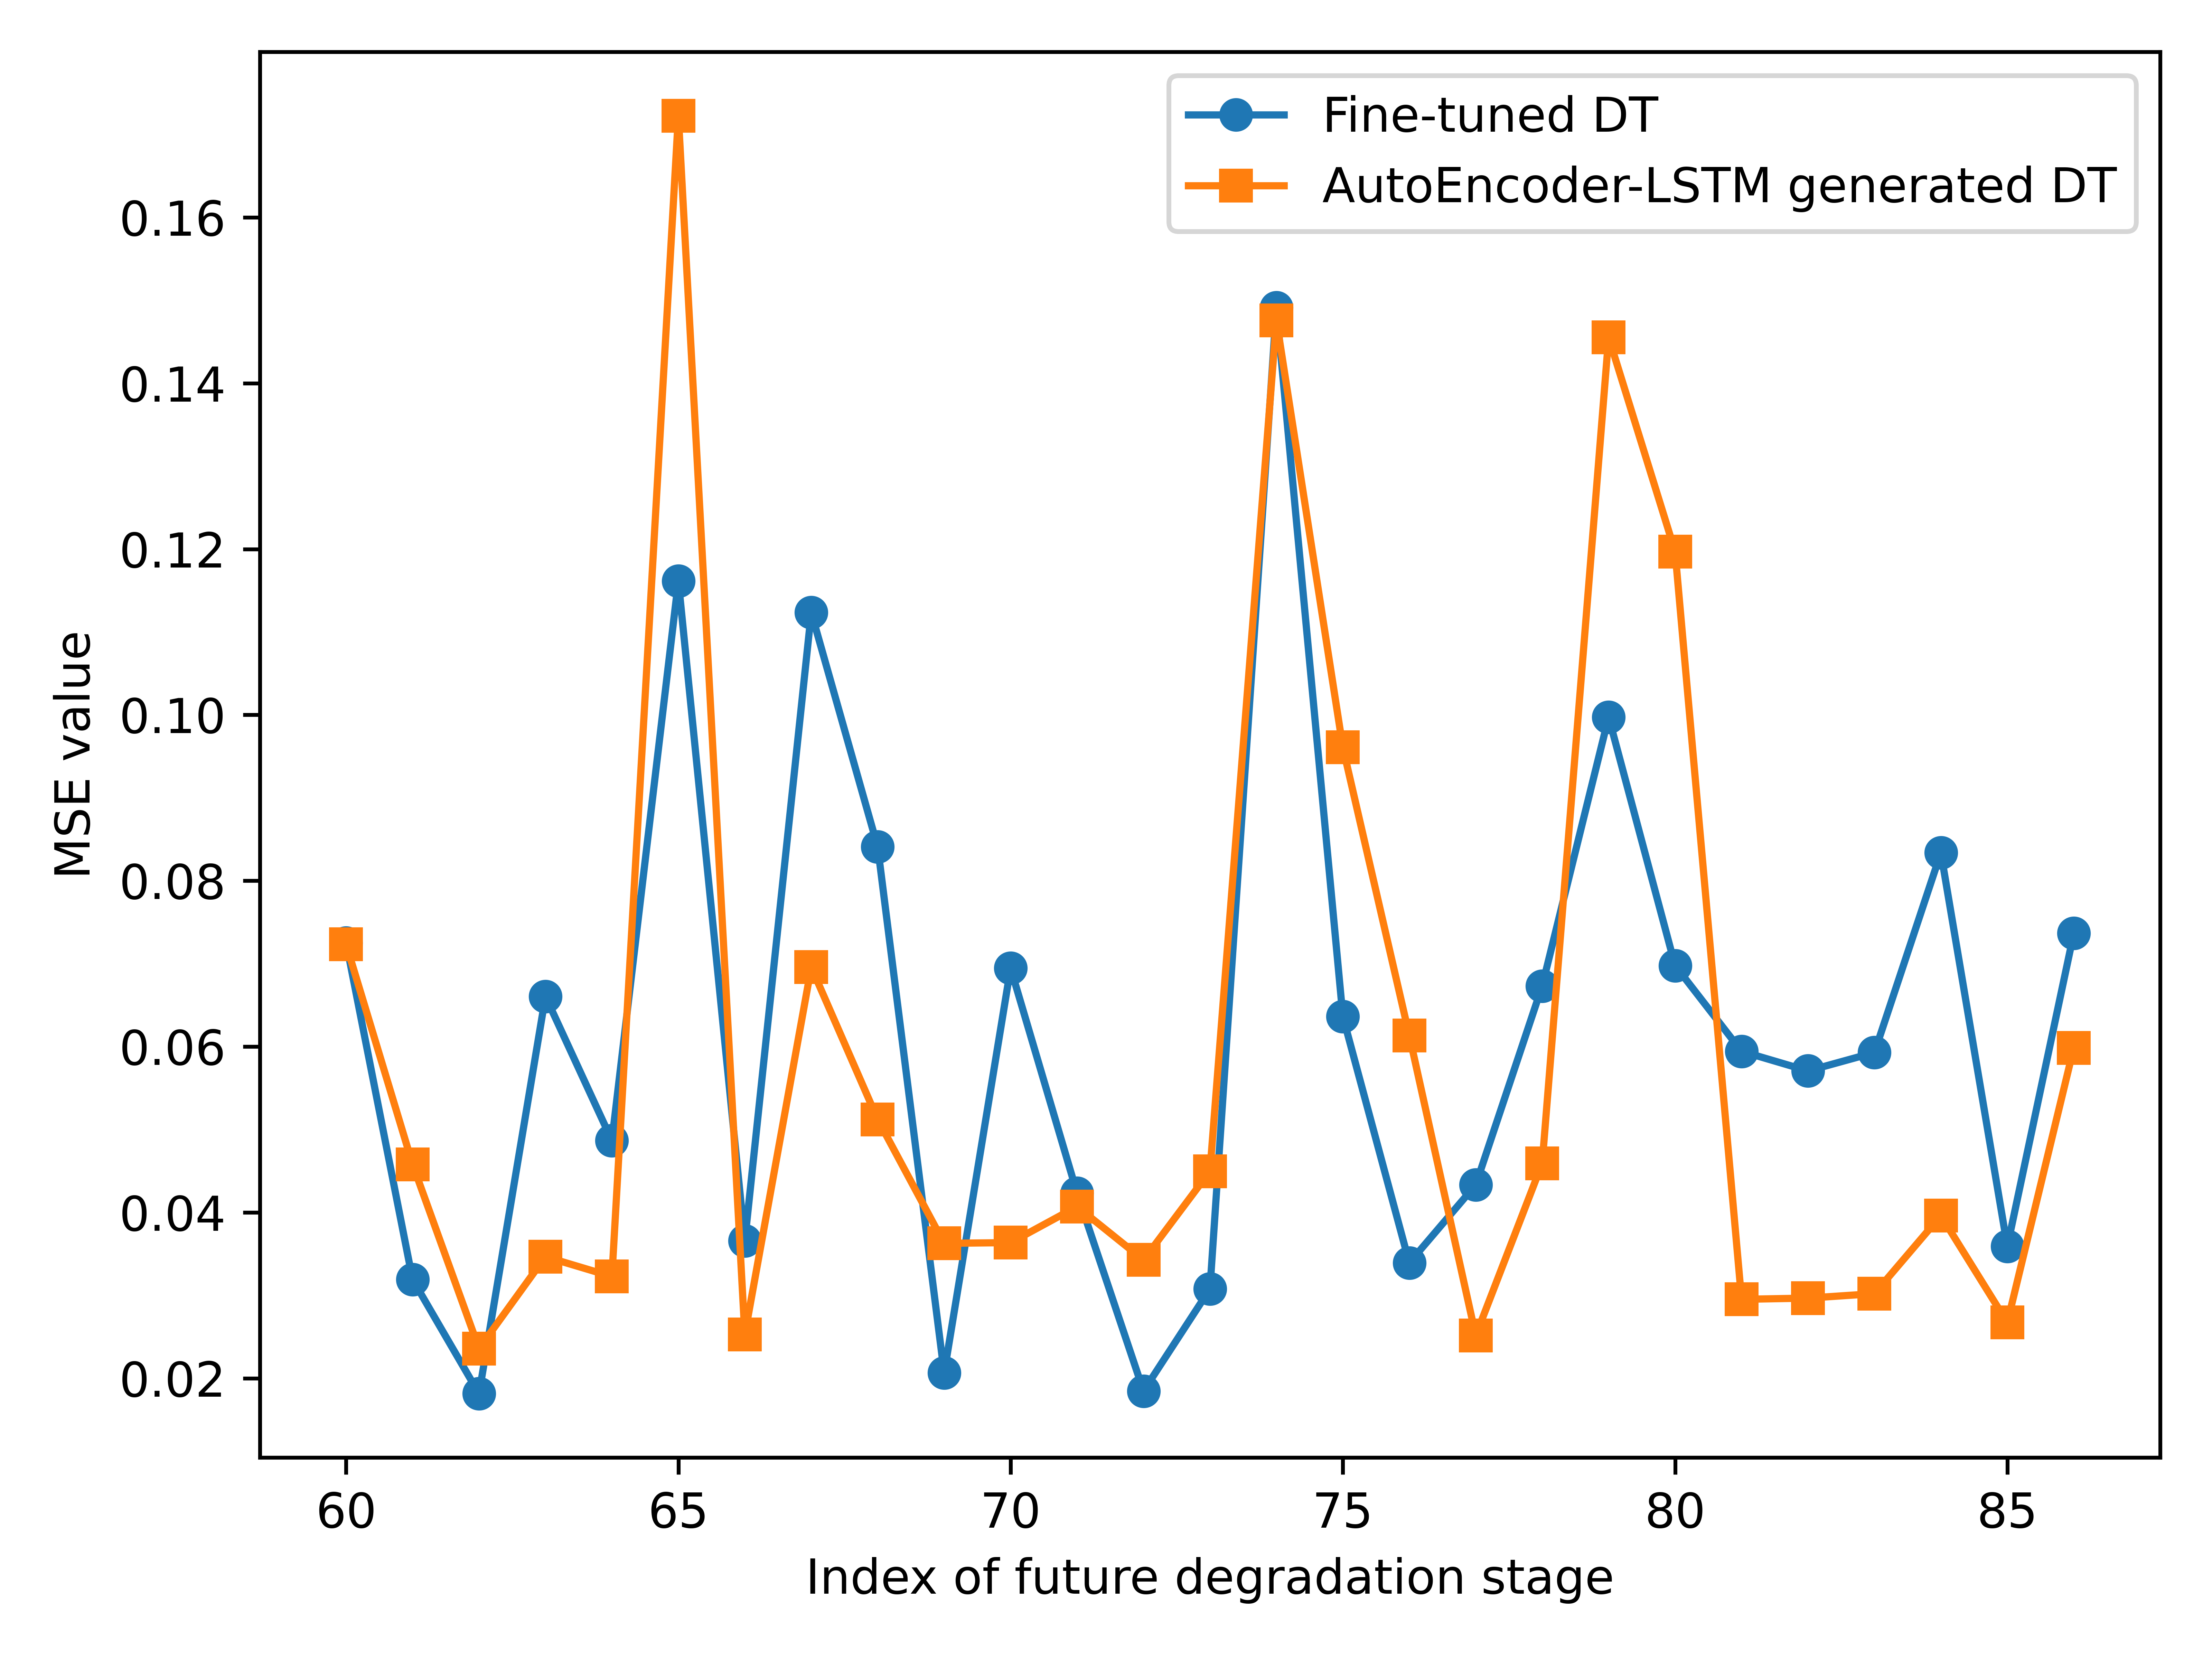 Fine-tuned DT
AutoEncoder-LSTM generated DT
0.16
0.14
0.12
0.10
0.08
0.06
0.04
0.02
MSE value
60 65 70 75 80 85
Index of future degradation stage